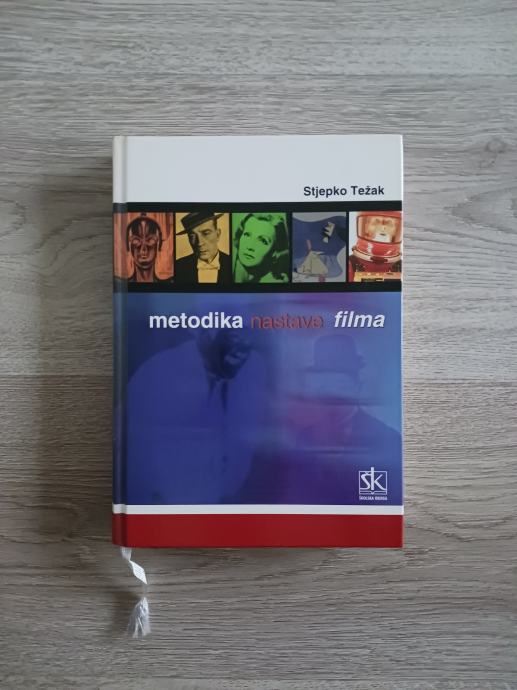 Stjepko Težak
metodika nastave filma
šk
ŠKOLSKA KNJIGA